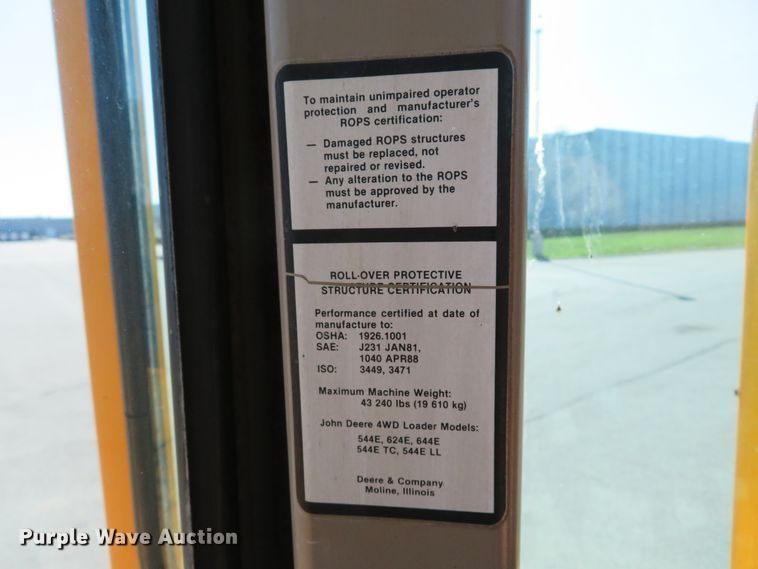 To maintain unimpaired operator
protection and manufacturer's
ROPS certification:
— Damaged ROPS structures
must be replaced, not
repaired or revised.
— Any alteration to the ROPS
must be approved by the
manufacturer.
ROLL-OVER PROTECTIVE
STRUCTURE CERTIFICATION
Performance certified at date of
manufacture to:
OSHA: 1926.1001
SAE: J231 JAN81,
1040 APR88
ISO: 3449, 3471
Maximum Machine Weight:
43 240 lbs (19 610 kg)
John Deere 4WD Loader Models:
544E, 624E, 644E
544E TC, 544E LL
Deere & Company
Moline, Illinois
Purple Wave Auction